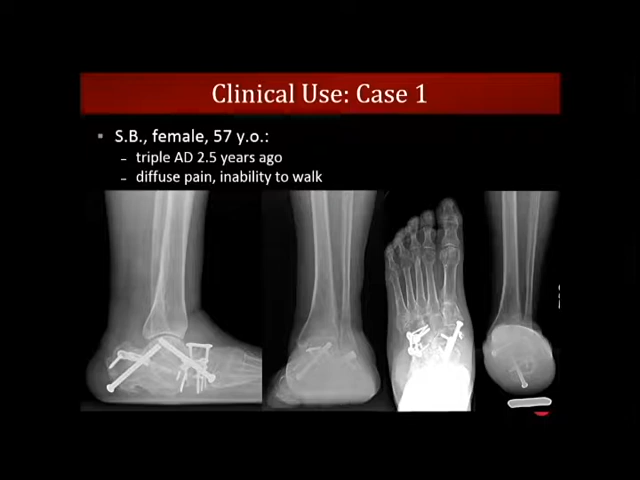 Clinical Use: Case 1
S.B., female, 57 y.o.:
– triple AD 2.5 years ago
– diffuse pain, inability to walk